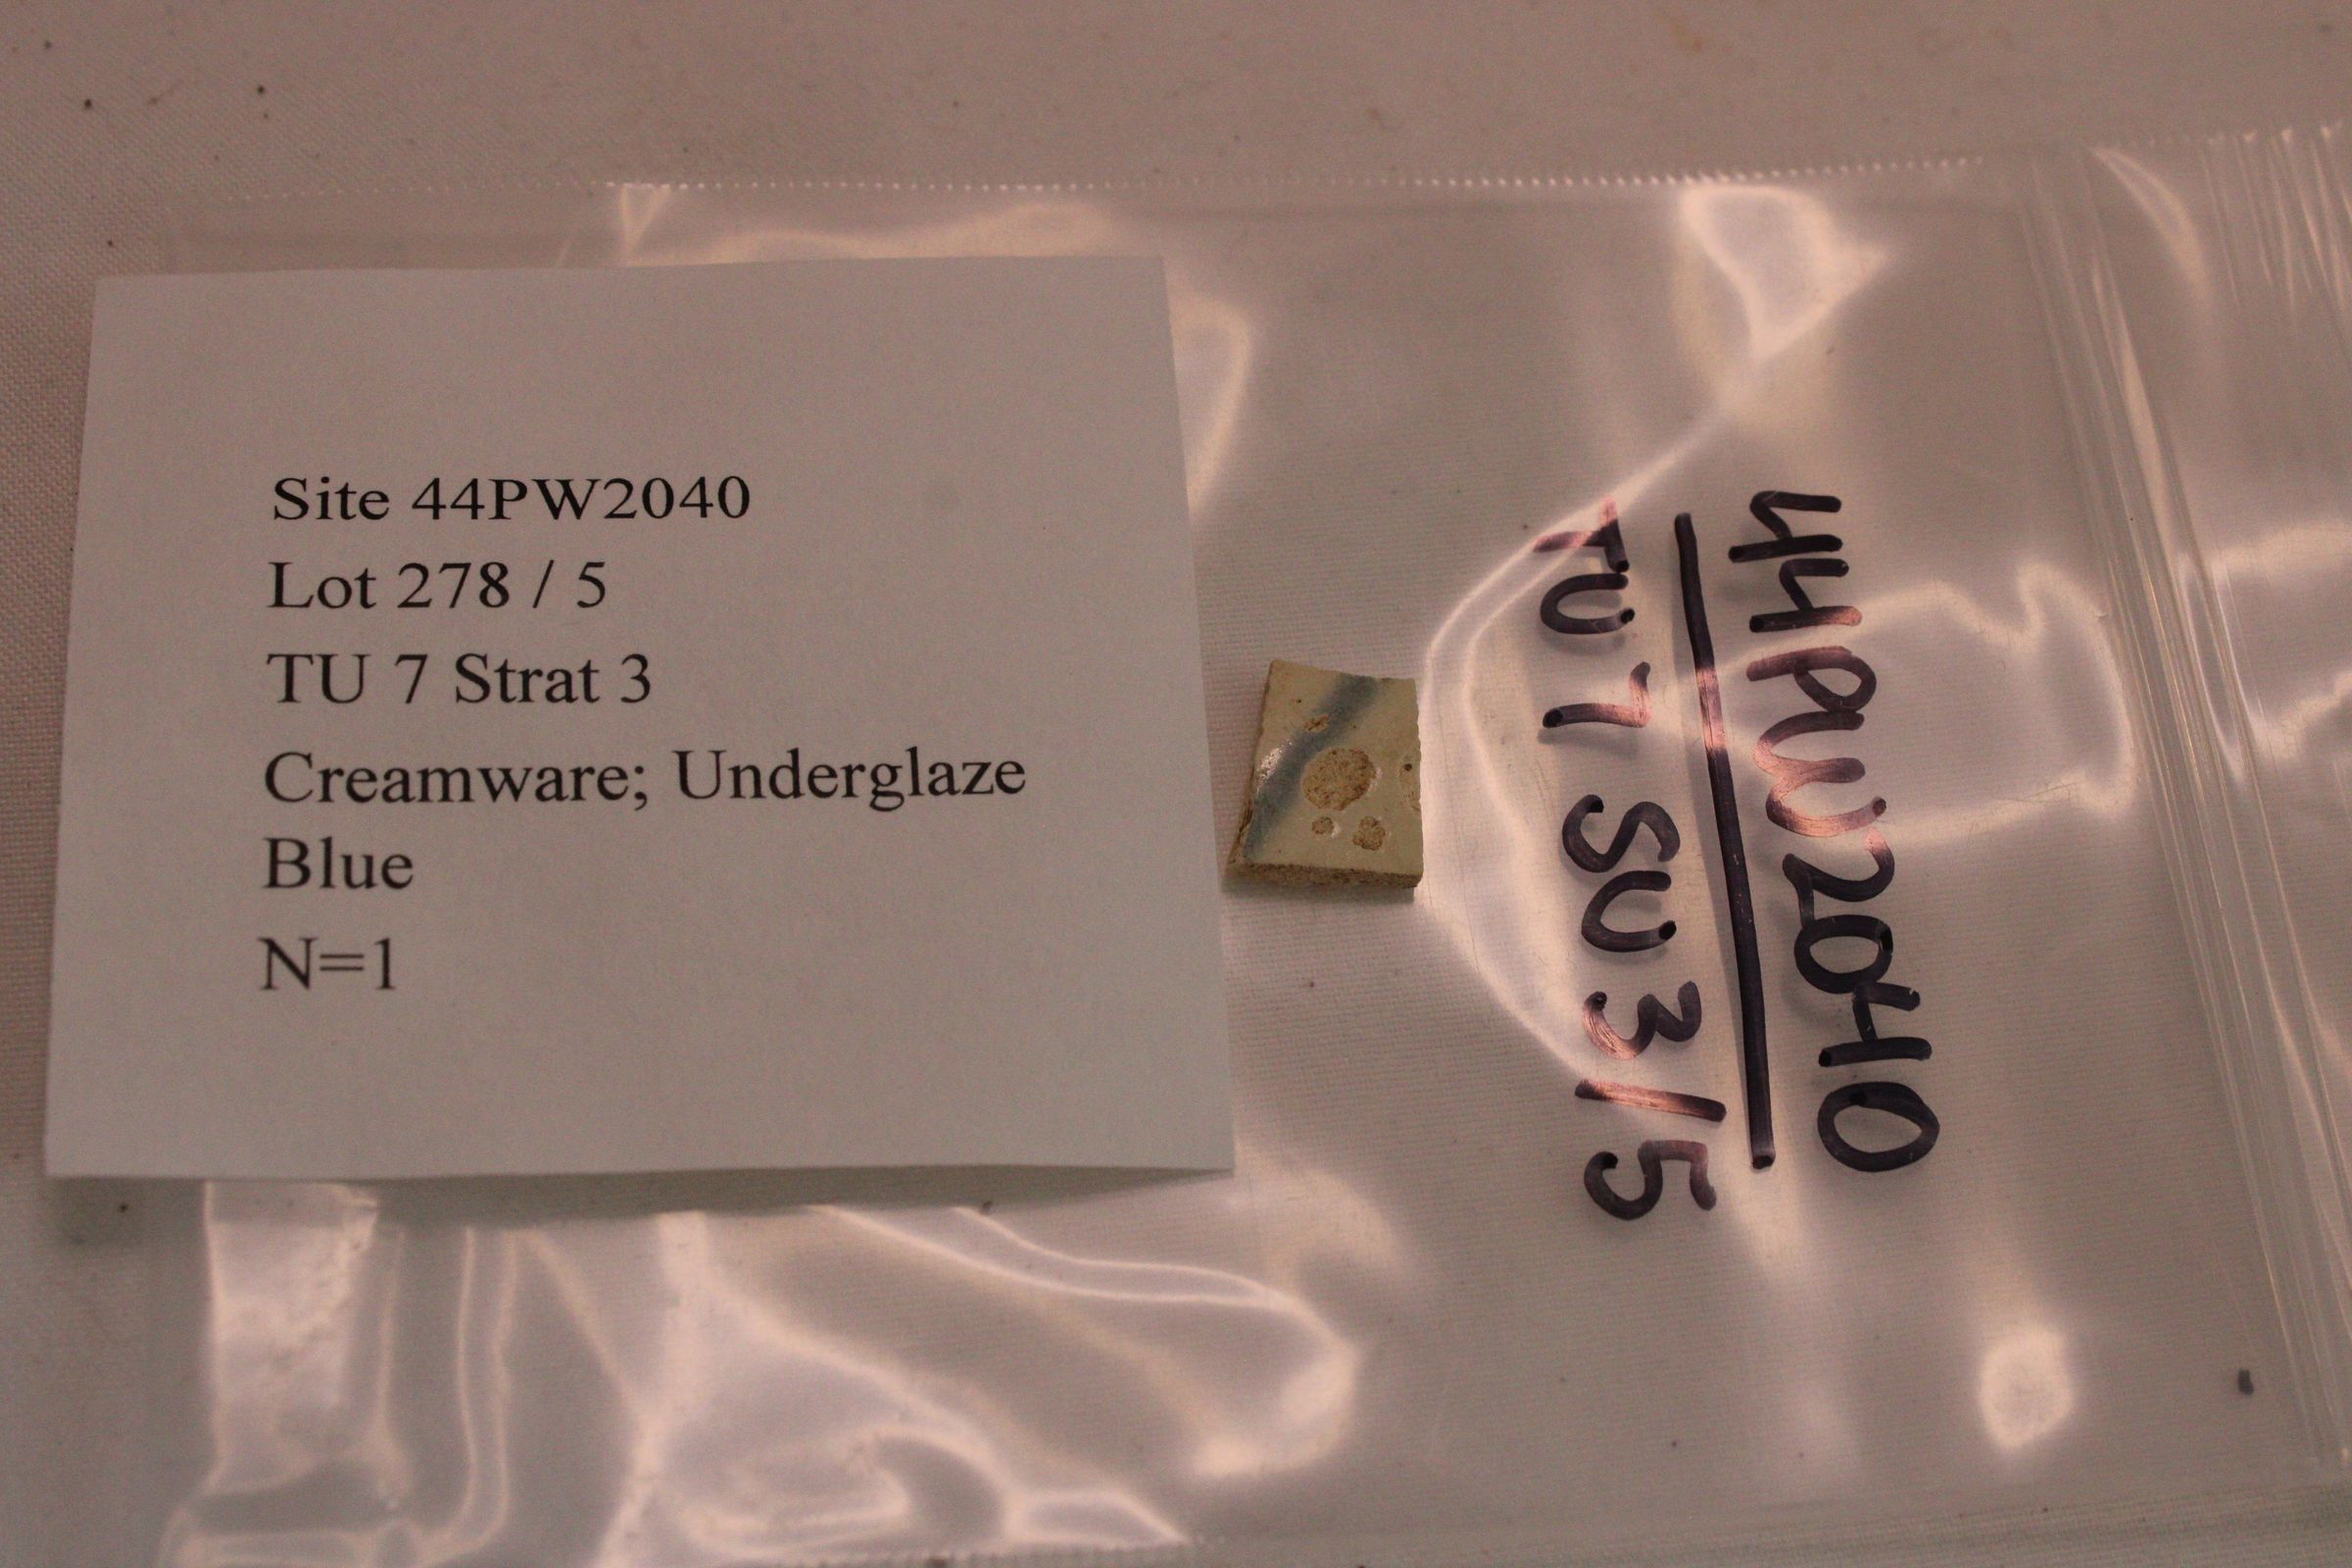 Site 44PW2040
Lot 278 / 5
TU 7 Strat 3
Creamware; Underglaze
Blue
N=1
44PW2040
TU 7 SU 3/5